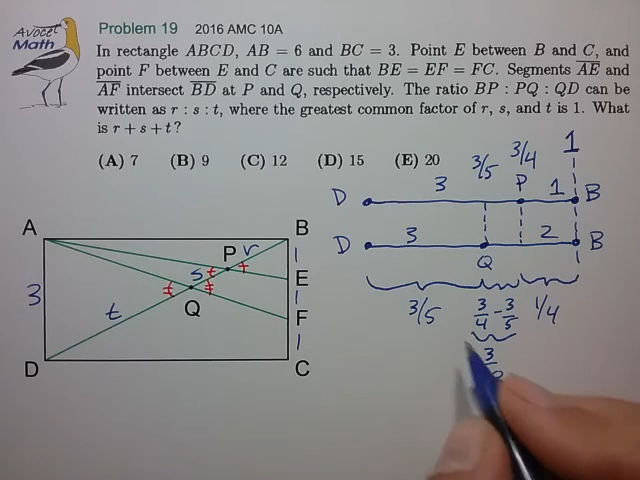 Avocet
Math
Problem 19 2016 AMC 10A
In rectangle ABCD, AB = 6 and BC = 3. Point E between B and C, and
point F between E and C are such that BE = EF = FC. Segments AE and
AF intersect BD at P and Q, respectively. The ratio BP : PQ : QD can be
written as r : s : t, where the greatest common factor of r, s, and t is 1. What
is r + s + t ?
(A) 7 (B) 9 (C) 12 (D) 15 (E) 20
3/5 3/4 1
D 3 P 1 B
D 3 2 B
Q
3/5 3/4 - 3/5 1/4
3
A B
P r 1
s E
3 Q 1
t F
1
D C